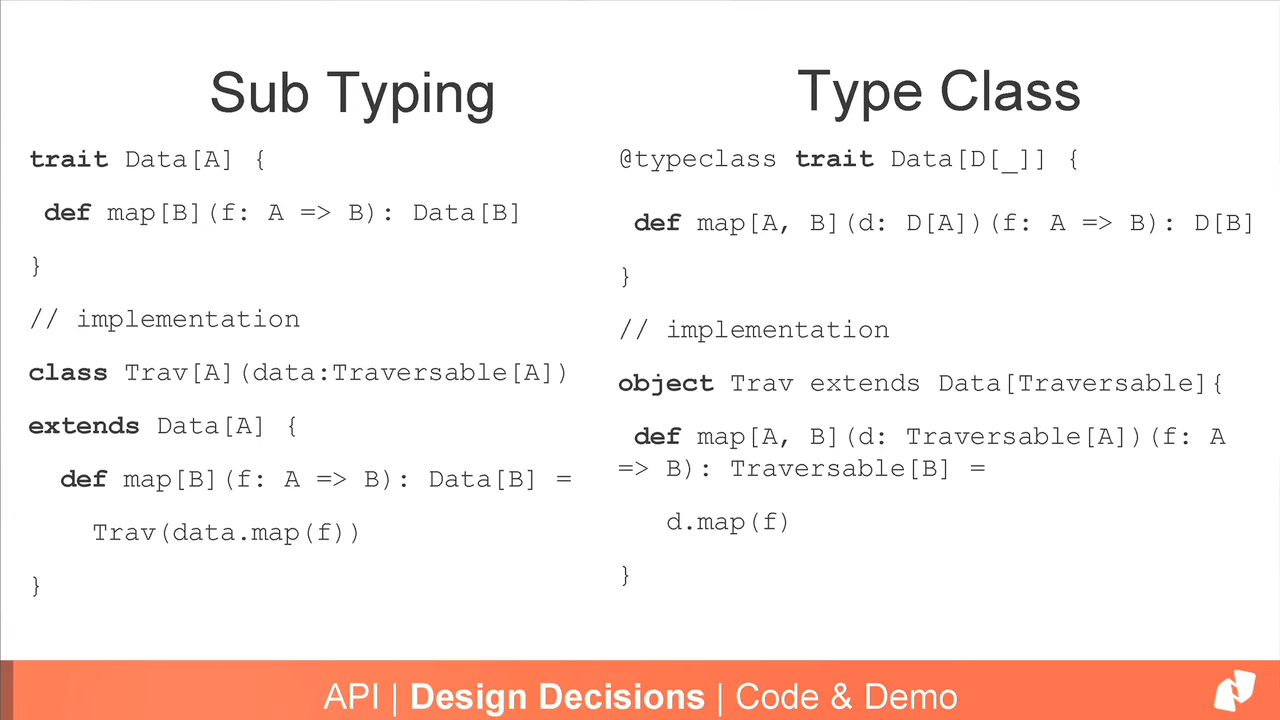 Sub Typing
trait Data[A] {
def map[B](f: A => B): Data[B]
}
// implementation
class Trav[A](data:Traversable[A])
extends Data[A] {
def map[B](f: A => B): Data[B] =
Trav(data.map(f))
}
Type Class
@typeclass trait Data[D[_]] {
def map[A, B](d: D[A])(f: A => B): D[B]
}
// implementation
object Trav extends Data[Traversable]{
def map[A, B](d: Traversable[A])(f: A
=> B): Traversable[B] =
d.map(f)
}
API | Design Decisions | Code & Demo